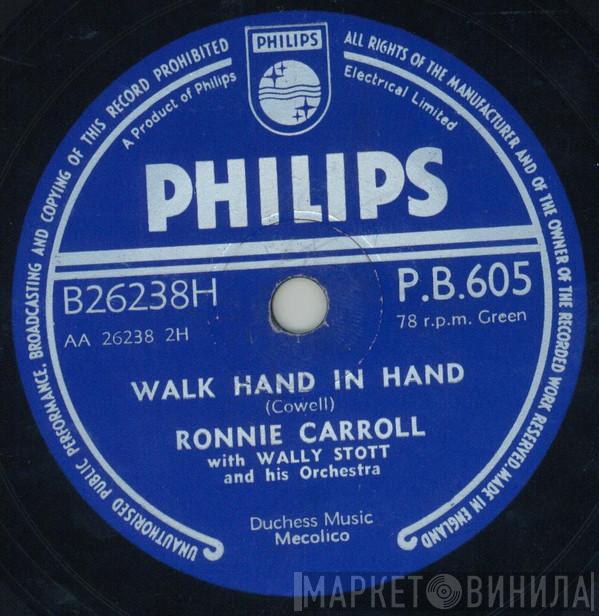 UNAUTHORISED PUBLIC PERFORMANCE, BROADCASTING AND COPYING OF THIS RECORD PROHIBITED
ALL RIGHTS OF THE MANUFACTURER AND OF THE OWNER OF THE RECORDED WORK RESERVED. MADE IN ENGLAND
PHILIPS
A Product of Philips
Electrical Limited
PHILIPS
B26238H
P.B.605
AA 26238 2H
78 r.p.m. Green
WALK HAND IN HAND
(Cowell)
RONNIE CARROLL
with WALLY STOTT
and his Orchestra
Duchess Music
Mecolico
МАРКЕТ ВИНИЛА